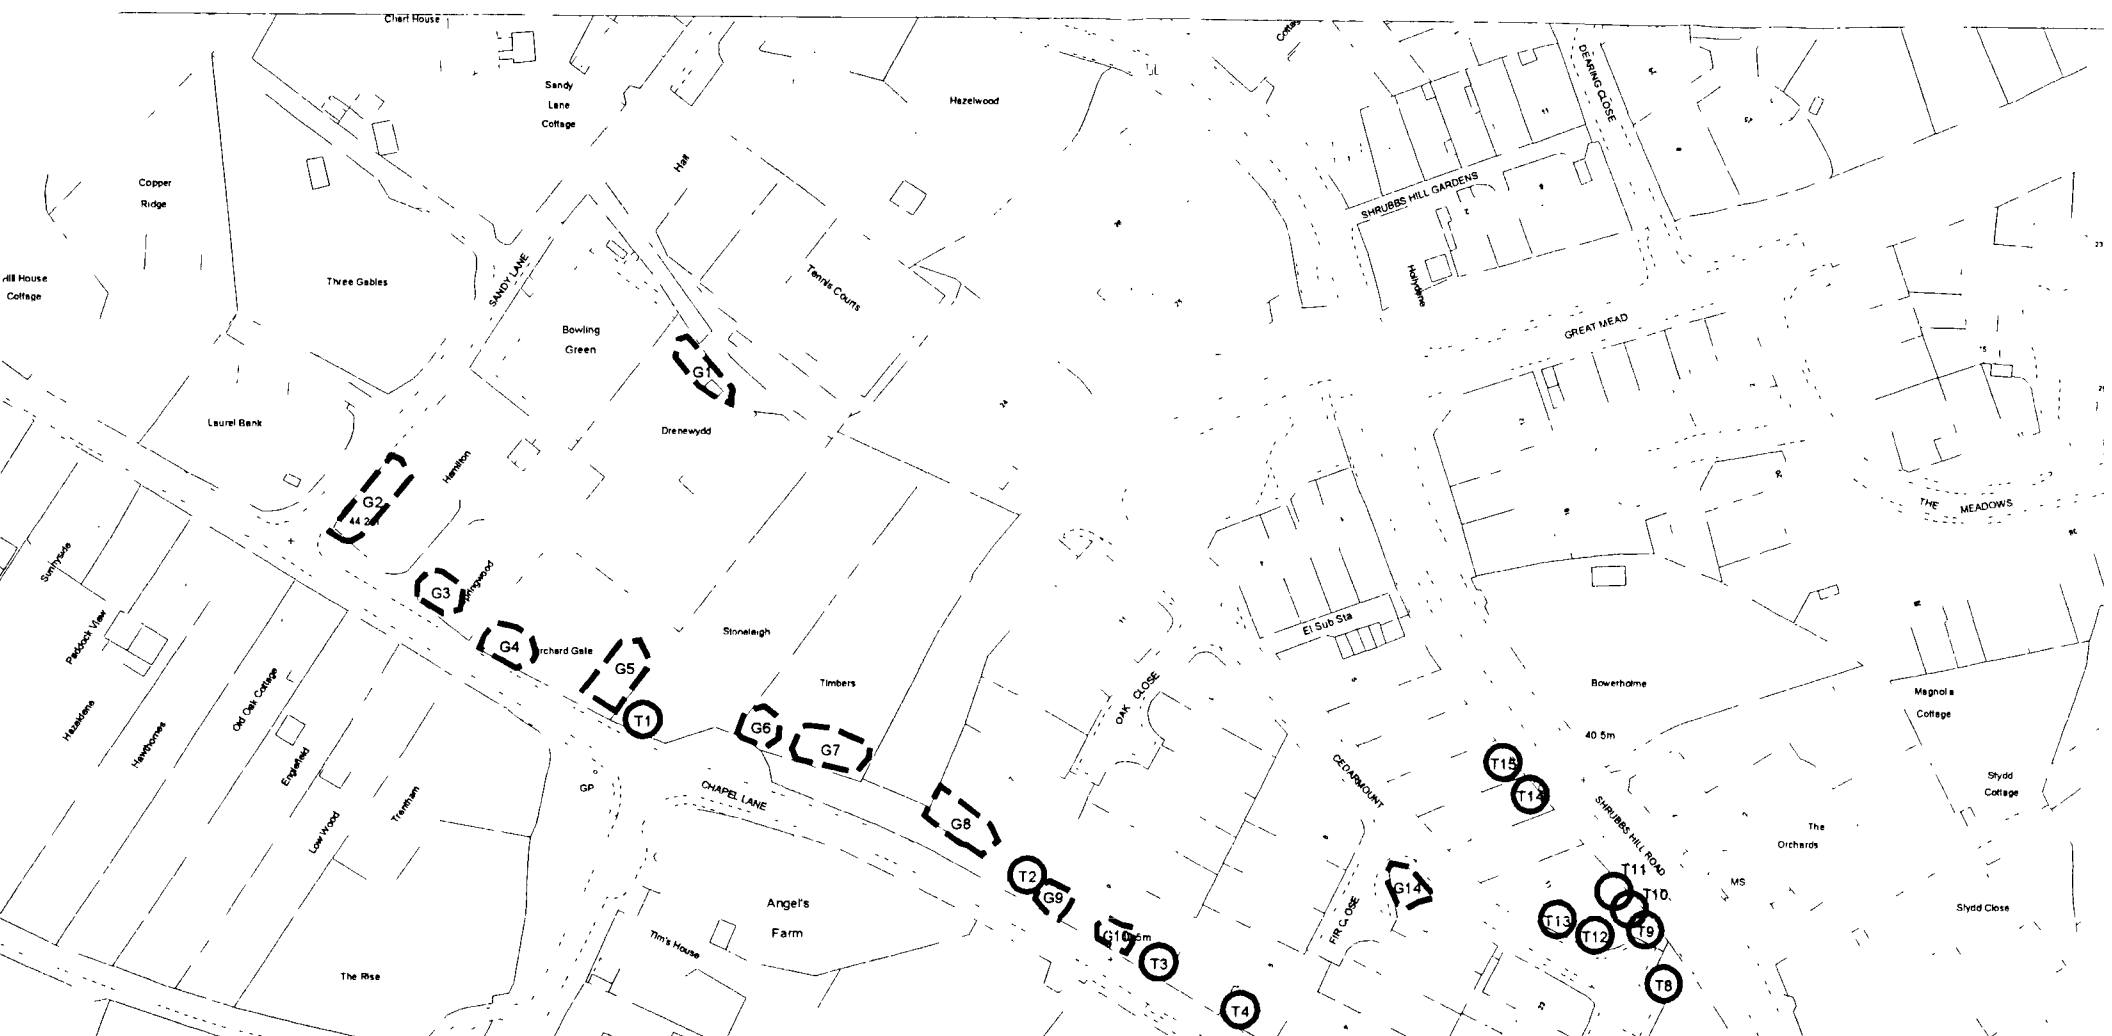 Chart House
Sandy
Lane
Cottage
Hazelwood
DEARING CLOSE
Copper
Ridge
Hall
SHRUBBS HILL GARDENS
Hill House
Cottage
Three Gables
SANDY LANE
Tennis Courts
Hollydene
Bowling
Green
GREAT MEAD
G1
Laurel Bank
Drenewydd
24
Hamilton
G2
THE MEADOWS
Sunnyside
G3
El Sub Sta
Paddock View
G4
rchard Gate
G5
Stoneleigh
Timbers
Bowerholme
Magnolia
Cottage
Hazeldene
Hawthornes
Old Oak Cottage
Englefield
T1
G6
G7
OAK CLOSE
40.5m
CEDARMOUNT
T15
T14
Stydd
Cottage
GP
CHAPEL LANE
Low Wood
Trentham
G8
SHRUBBS HILL ROAD
The
Orchards
T2
G9
G14
T11
T10
MS
Angel's
Farm
G10
T13
T12
T9
Stydd Close
Tim's House
FIR CLOSE
T3
The Rise
T8
T4